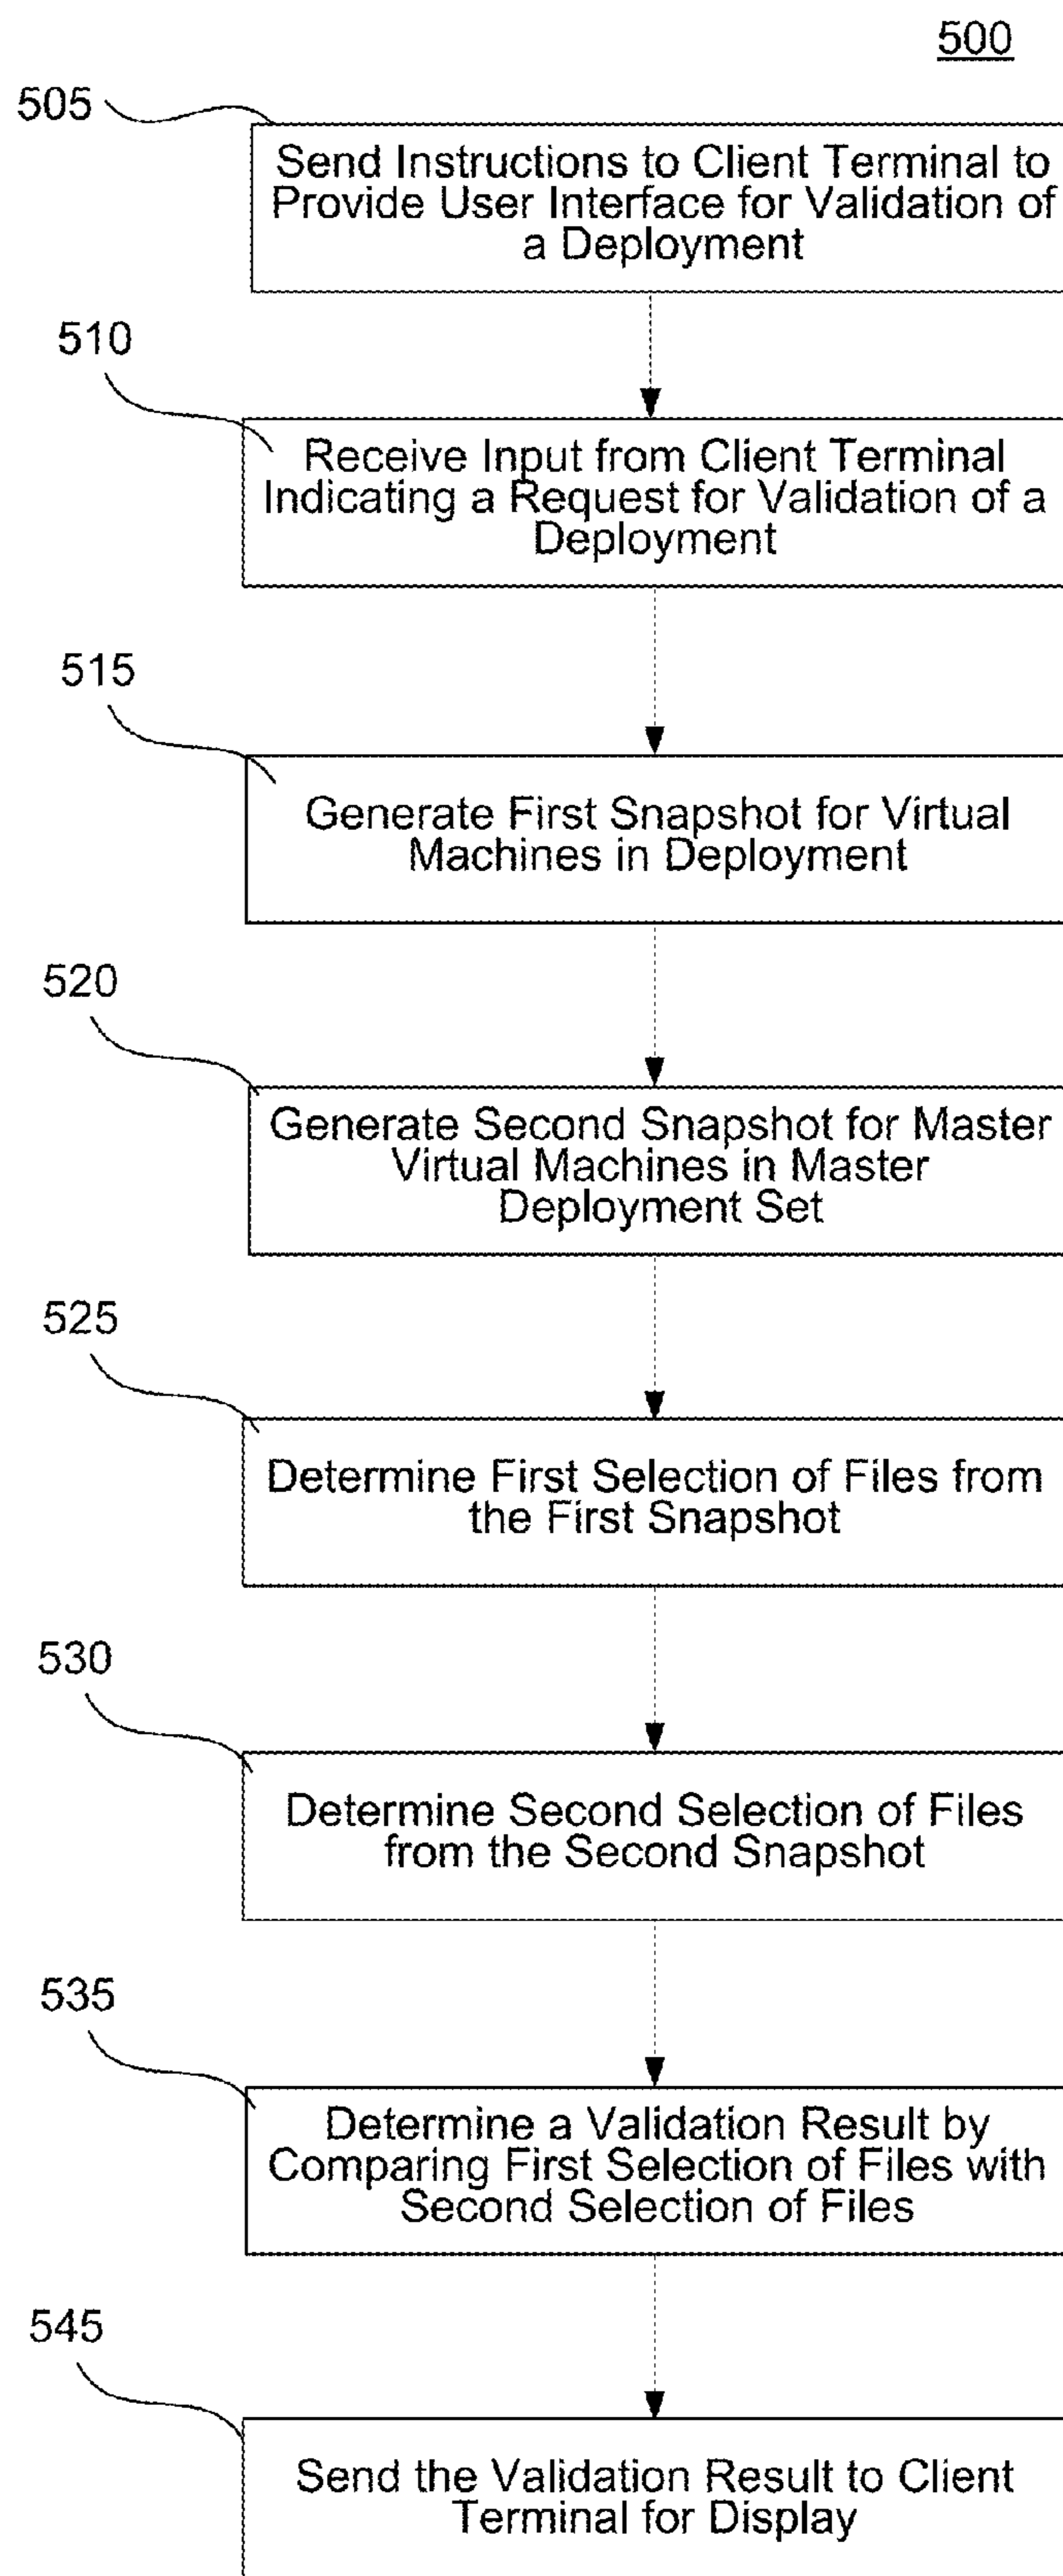 500
505
Send Instructions to Client Terminal to
Provide User Interface for Validation of
a Deployment
510
Receive Input from Client Terminal
Indicating a Request for Validation of a
Deployment
515
Generate First Snapshot for Virtual
Machines in Deployment
520
Generate Second Snapshot for Master
Virtual Machines in Master
Deployment Set
525
Determine First Selection of Files from
the First Snapshot
530
Determine Second Selection of Files
from the Second Snapshot
535
Determine a Validation Result by
Comparing First Selection of Files with
Second Selection of Files
545
Send the Validation Result to Client
Terminal for Display